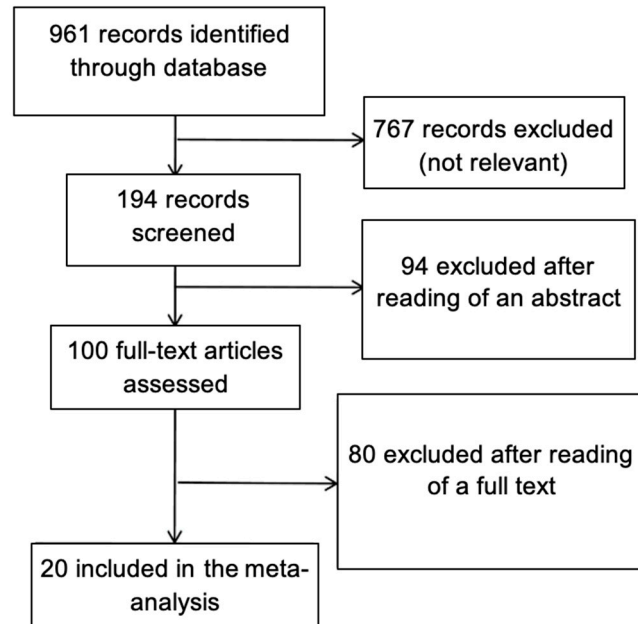 961 records identified
through database
767 records excluded
(not relevant)
194 records
screened
94 excluded after
reading of an abstract
100 full-text articles
assessed
80 excluded after reading
of a full text
20 included in the meta-
analysis